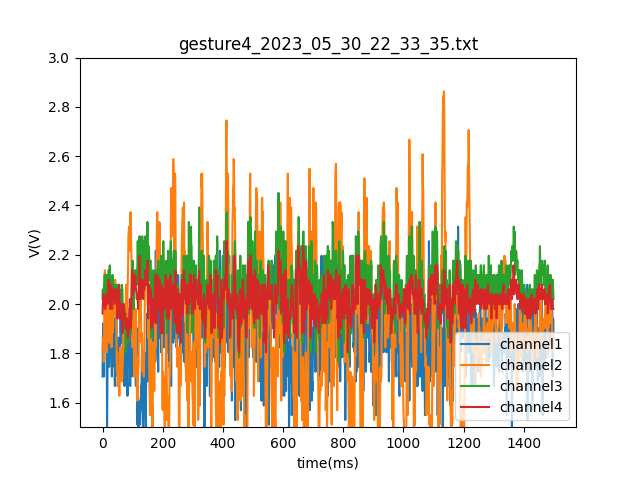 gesture4_2023_05_30_22_33_35.txt
3.0
2.8
2.6
2.4
2.2
2.0
1.8
1.6
V(V)
channel1
channel2
channel3
channel4
0 200 400 600 800 1000 1200 1400
time(ms)